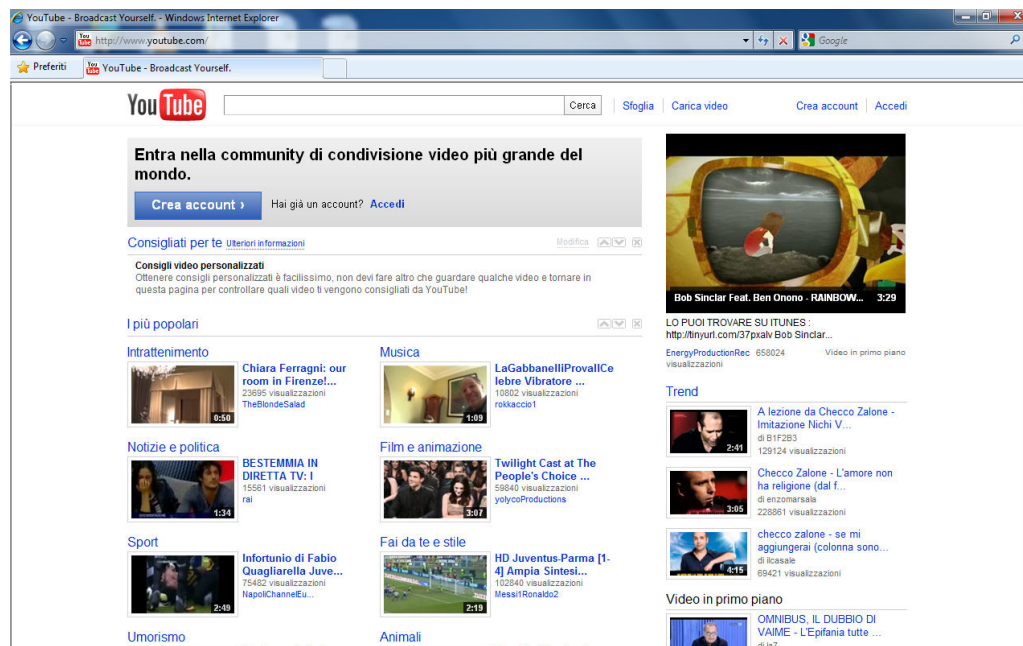 YouTube - Broadcast Yourself. - Windows Internet Explorer
http://www.youtube.com/
Google
Preferiti
YouTube - Broadcast Yourself.
You Tube
Cerca
Sfoglia
Carica video
Crea account
Accedi
Entra nella community di condivisione video più grande del
mondo.
Crea account ›
Hai già un account? Accedi
Consigliati per te Ulteriori informazioni
Modifica
Consigli video personalizzati
Ottenere consigli personalizzati è facilissimo, non devi fare altro che guardare qualche video e tornare in
questa pagina per controllare quali video ti vengono consigliati da YouTube!
I più popolari
Intrattenimento
0:50
Chiara Ferragni: our
room in Firenze!...
23695 visualizzazioni
TheBlondeSalad
Musica
1:09
LaGabbanelliProvaIlCe
lebre Vibratore ...
10802 visualizzazioni
rokkaccio1
Notizie e politica
1:34
BESTEMMIA IN
DIRETTA TV: I
15561 visualizzazioni
rai
Film e animazione
3:07
Twilight Cast at The
People's Choice ...
59840 visualizzazioni
yolycoProductions
Sport
2:49
Infortunio di Fabio
Quagliarella Juve...
75482 visualizzazioni
NapoliChannelEu...
Fai da te e stile
2:19
HD Juventus-Parma [1-
4] Ampia Sintesi...
102840 visualizzazioni
Messi1Ronaldo2
Umorismo
Animali
Bob Sinclar Feat. Ben Onono - RAINBOW... 3:29
LO PUOI TROVARE SU ITUNES :
http://tinyurl.com/37pxalv Bob Sinclar...
EnergyProductionRec 658024
visualizzazioni
Video in primo piano
Trend
2:41
A lezione da Checco Zalone -
Imitazione Nichi V...
di B1F2B3
129124 visualizzazioni
3:05
Checco Zalone - L'amore non
ha religione (dal f...
di enzomarsala
228861 visualizzazioni
4:15
checco zalone - se mi
aggiungerai (colonna sono...
di ilcasale
69421 visualizzazioni
Video in primo piano
OMNIBUS, IL DUBBIO DI
VAIME - L'Epifania tutte ...
di la7